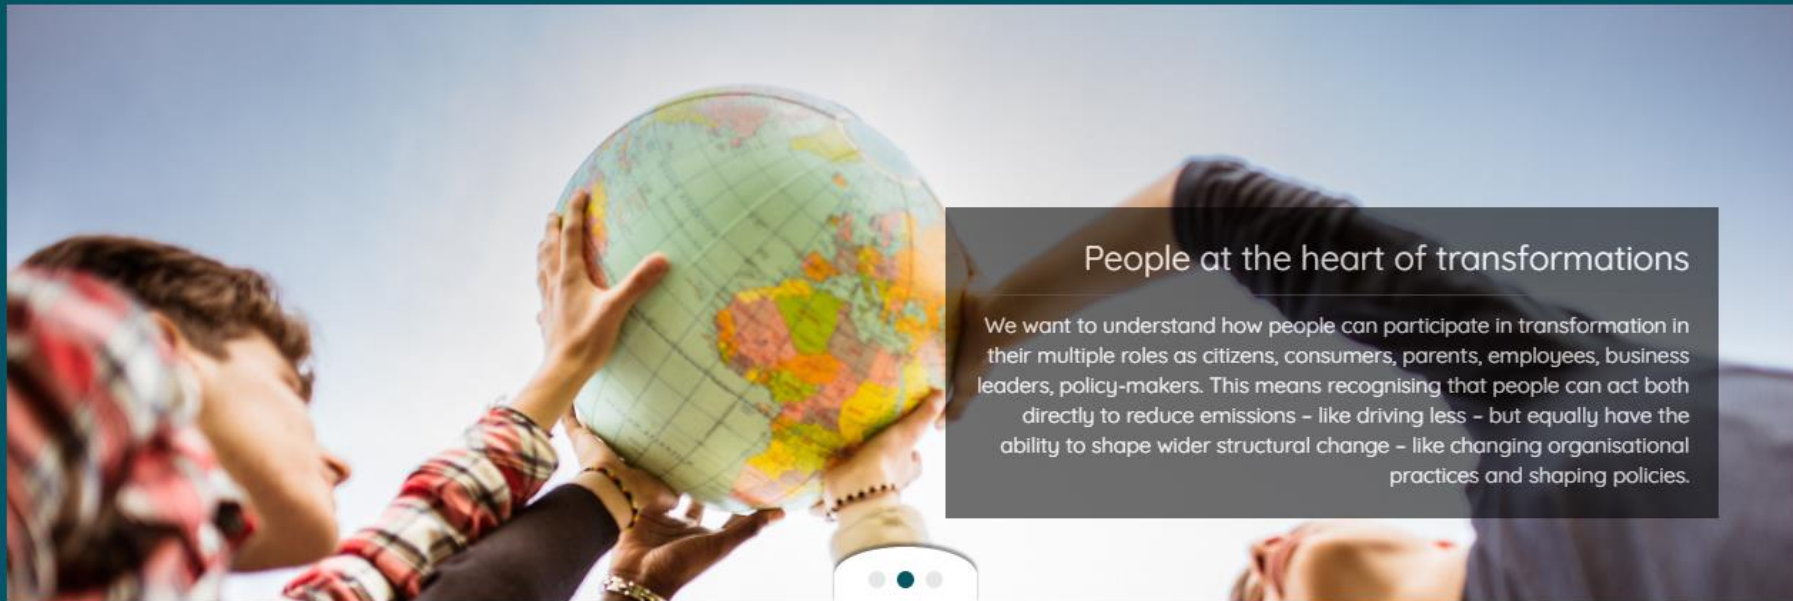 People at the heart of transformations
We want to understand how people can participate in transformation in
their multiple roles as citizens, consumers, parents, employees, business
leaders, policy-makers. This means recognising that people can act both
directly to reduce emissions – like driving less – but equally have the
ability to shape wider structural change – like changing organisational
practices and shaping policies.